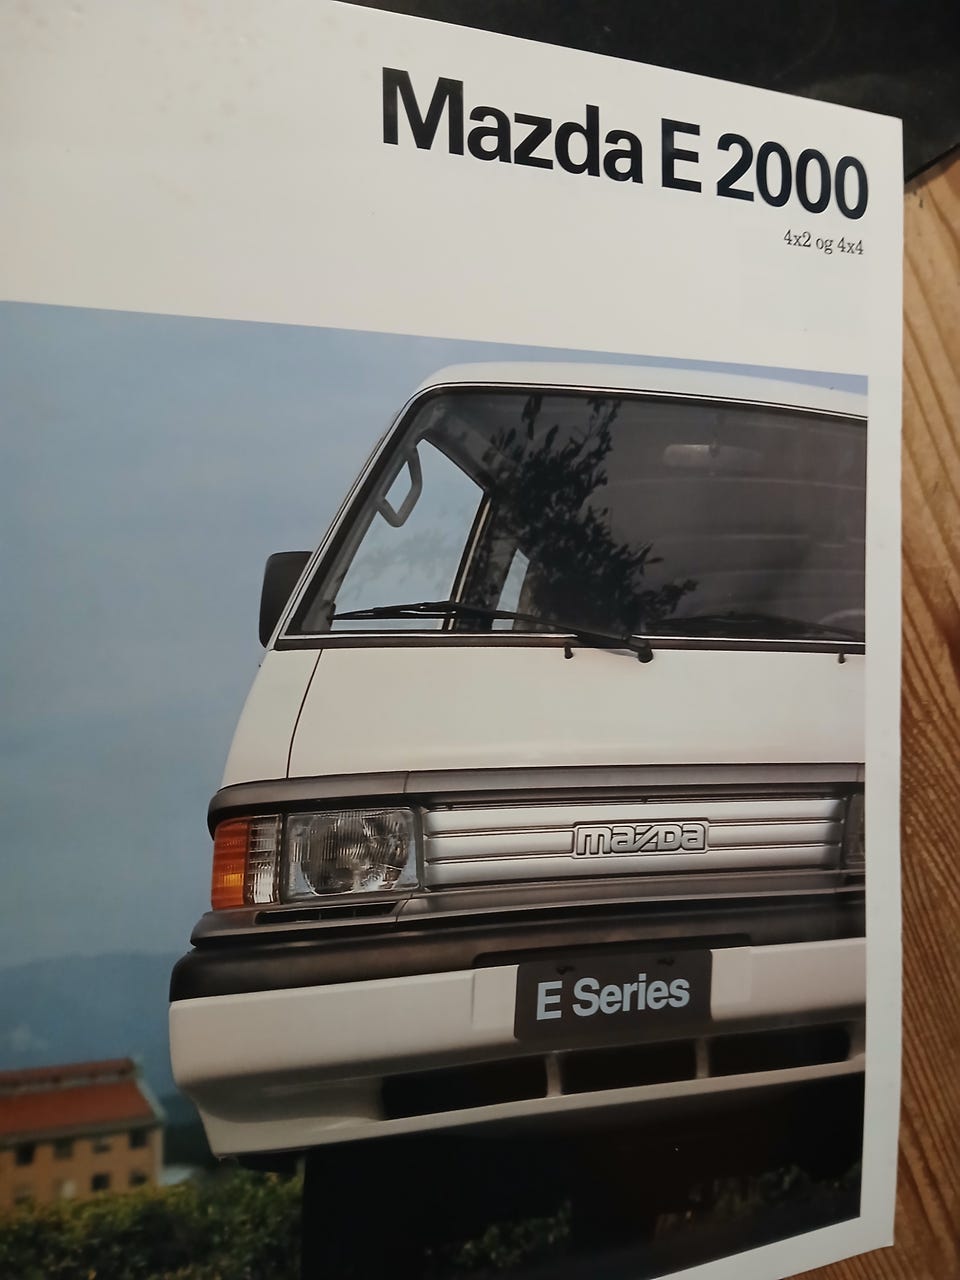 Mazda E 2000
4x2 og 4x4
mazda
E Series